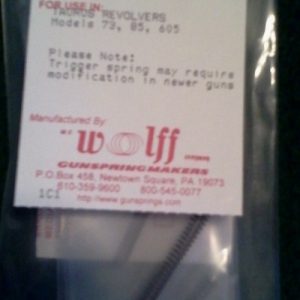 FOR USE IN:
TAURUS REVOLVERS
Models 73, 85, 605
Please Note:
Trigger spring may require
modification in newer guns
Manufactured By:
W.C.
wolff
GUNSPRINGMAKERS
P.O.Box 458, Newtown Square, PA.19073
610-359-9600 800-545-0077
1C1 http://www.gunsprings.com